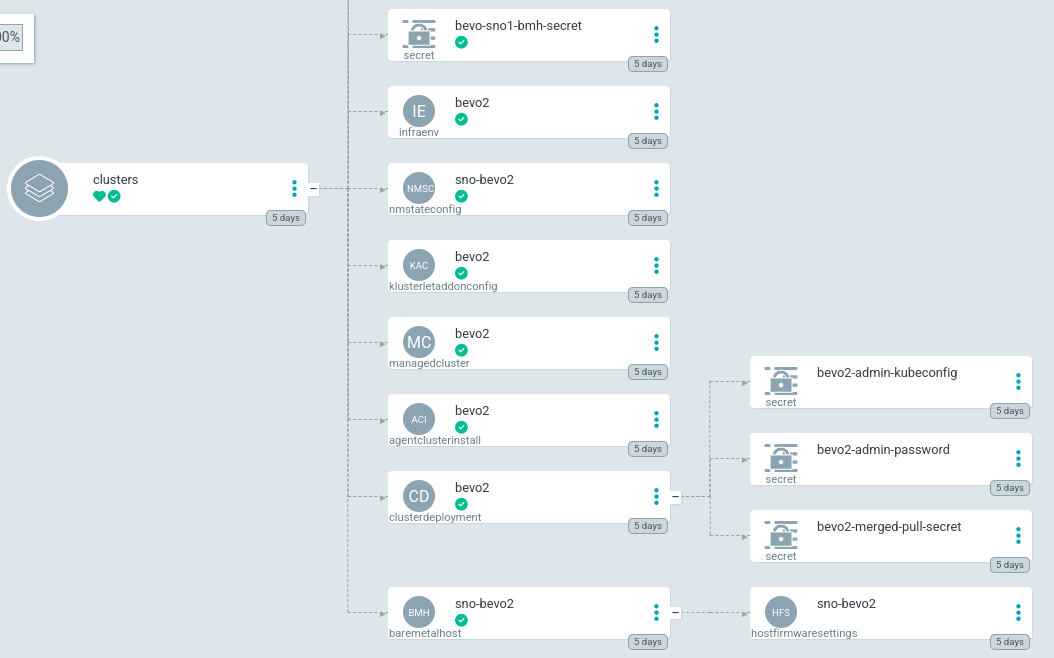 00%
clusters
5 days
bevo-sno1-bmh-secret
secret
5 days
IE
bevo2
infraenv
5 days
NMSC
sno-bevo2
nmstateconfig
5 days
KAC
bevo2
klusterletaddonconfig
5 days
MC
bevo2
managedcluster
5 days
ACI
bevo2
agentclusterinstall
5 days
CD
bevo2
clusterdeployment
5 days
BMH
sno-bevo2
baremetalhost
5 days
bevo2-admin-kubeconfig
secret
5 days
bevo2-admin-password
secret
5 days
bevo2-merged-pull-secret
secret
5 days
HFS
sno-bevo2
hostfirmwaresettings
5 days